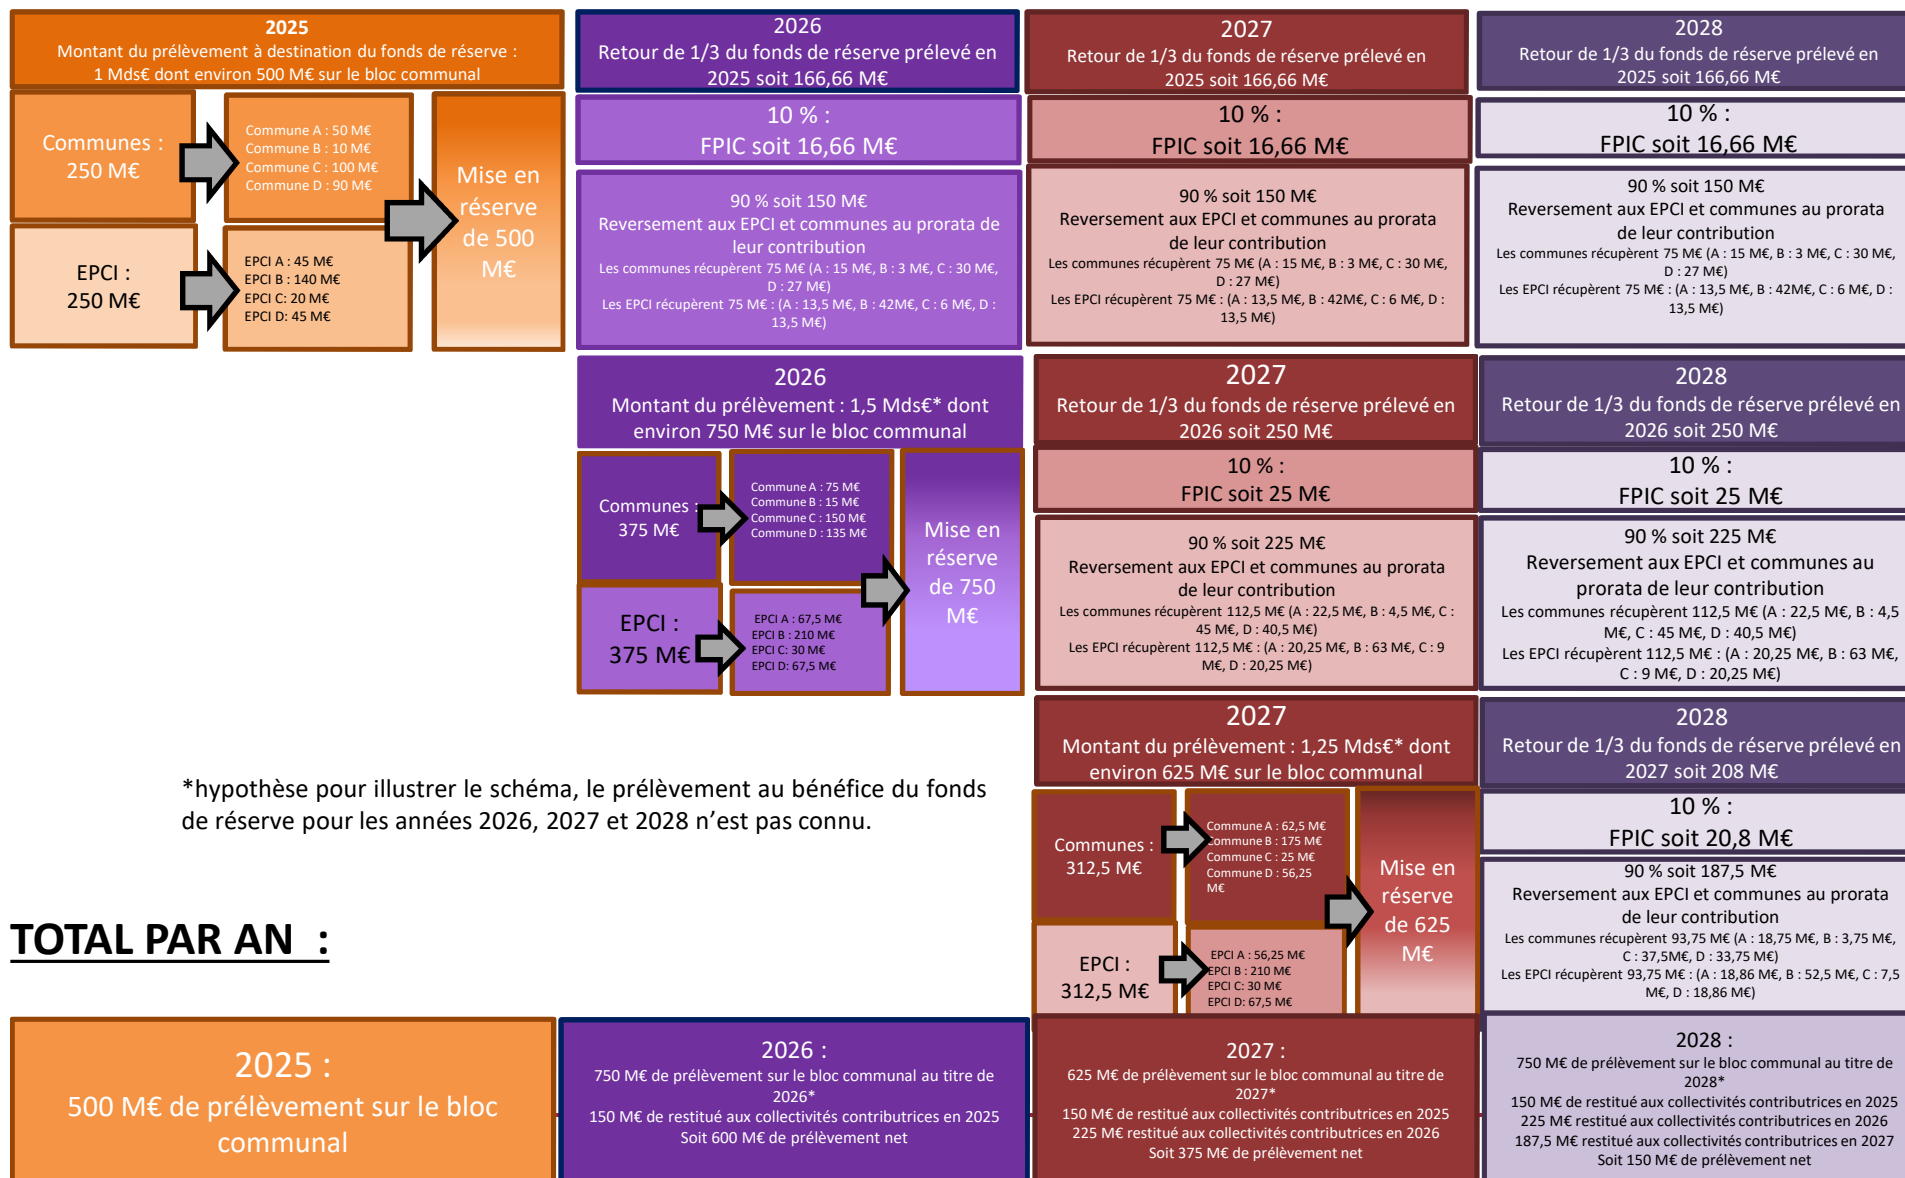 2025
Montant du prélèvement à destination du fonds de réserve :
1 Mds€ dont environ 500 M€ sur le bloc communal
Communes :
250 M€
Commune A : 50 M€
Commune B : 10 M€
Commune C : 100 M€
Commune D : 90 M€
EPCI :
250 M€
EPCI A : 45 M€
EPCI B : 140 M€
EPCI C: 20 M€
EPCI D: 45 M€
Mise en
réserve
de 500
M€
2026
Retour de 1/3 du fonds de réserve prélevé en
2025 soit 166,66 M€
10 % :
FPIC soit 16,66 M€
90 % soit 150 M€
Reversement aux EPCI et communes au prorata de
leur contribution
Les communes récupèrent 75 M€ (A : 15 M€, B : 3 M€, C : 30 M€,
D : 27 M€)
Les EPCI récupèrent 75 M€ : (A : 13,5 M€, B : 42M€, C : 6 M€, D :
13,5 M€)
2027
Retour de 1/3 du fonds de réserve prélevé en
2025 soit 166,66 M€
10 % :
FPIC soit 16,66 M€
90 % soit 150 M€
Reversement aux EPCI et communes au prorata
de leur contribution
Les communes récupèrent 75 M€ (A : 15 M€, B : 3 M€, C : 30 M€,
D : 27 M€)
Les EPCI récupèrent 75 M€ : (A : 13,5 M€, B : 42M€, C : 6 M€, D :
13,5 M€)
2028
Retour de 1/3 du fonds de réserve prélevé en
2025 soit 166,66 M€
10 % :
FPIC soit 16,66 M€
90 % soit 150 M€
Reversement aux EPCI et communes au prorata
de leur contribution
Les communes récupèrent 75 M€ (A : 15 M€, B : 3 M€, C : 30 M€,
D : 27 M€)
Les EPCI récupèrent 75 M€ : (A : 13,5 M€, B : 42M€, C : 6 M€, D :
13,5 M€)
2026
Montant du prélèvement : 1,5 Mds€* dont
environ 750 M€ sur le bloc communal
Communes :
375 M€
Commune A : 75 M€
Commune B : 15 M€
Commune C : 150 M€
Commune D : 135 M€
EPCI :
375 M€
EPCI A : 67,5 M€
EPCI B : 210 M€
EPCI C: 30 M€
EPCI D: 67,5 M€
Mise en
réserve
de 750
M€
2027
Retour de 1/3 du fonds de réserve prélevé en
2026 soit 250 M€
10 % :
FPIC soit 25 M€
90 % soit 225 M€
Reversement aux EPCI et communes au prorata
de leur contribution
Les communes récupèrent 112,5 M€ (A : 22,5 M€, B : 4,5 M€, C :
45 M€, D : 40,5 M€)
Les EPCI récupèrent 112,5 M€ : (A : 20,25 M€, B : 63 M€, C : 9
M€, D : 20,25 M€)
2028
Retour de 1/3 du fonds de réserve prélevé en
2026 soit 250 M€
10 % :
FPIC soit 25 M€
90 % soit 225 M€
Reversement aux EPCI et communes au
prorata de leur contribution
Les communes récupèrent 112,5 M€ (A : 22,5 M€, B : 4,5
M€, C : 45 M€, D : 40,5 M€)
Les EPCI récupèrent 112,5 M€ : (A : 20,25 M€, B : 63 M€,
C : 9 M€, D : 20,25 M€)
2027
Montant du prélèvement : 1,25 Mds€* dont
environ 625 M€ sur le bloc communal
Communes :
312,5 M€
Commune A : 62,5 M€
Commune B : 175 M€
Commune C : 25 M€
Commune D : 56,25
M€
EPCI :
312,5 M€
EPCI A : 56,25 M€
EPCI B : 210 M€
EPCI C: 30 M€
EPCI D: 67,5 M€
Mise en
réserve
de 625
M€
2028
Retour de 1/3 du fonds de réserve prélevé en
2027 soit 208 M€
10 % :
FPIC soit 20,8 M€
90 % soit 187,5 M€
Reversement aux EPCI et communes au prorata
de leur contribution
Les communes récupèrent 93,75 M€ (A : 18,75 M€, B : 3,75 M€,
C : 37,5M€, D : 33,75 M€)
Les EPCI récupèrent 93,75 M€ : (A : 18,86 M€, B : 52,5 M€, C : 7,5
M€, D : 18,86 M€)
*hypothèse pour illustrer le schéma, le prélèvement au bénéfice du fonds
de réserve pour les années 2026, 2027 et 2028 n’est pas connu.
TOTAL PAR AN :
2025 :
500 M€ de prélèvement sur le bloc
communal
2026 :
750 M€ de prélèvement sur le bloc communal au titre de
2026*
150 M€ de restitué aux collectivités contributrices en 2025
Soit 600 M€ de prélèvement net
2027 :
625 M€ de prélèvement sur le bloc communal au titre de
2027*
150 M€ de restitué aux collectivités contributrices en 2025
225 M€ restitué aux collectivités contributrices en 2026
Soit 375 M€ de prélèvement net
2028 :
750 M€ de prélèvement sur le bloc communal au titre de
2028*
150 M€ de restitué aux collectivités contributrices en 2025
225 M€ restitué aux collectivités contributrices en 2026
187,5 M€ restitué aux collectivités contributrices en 2027
Soit 150 M€ de prélèvement net